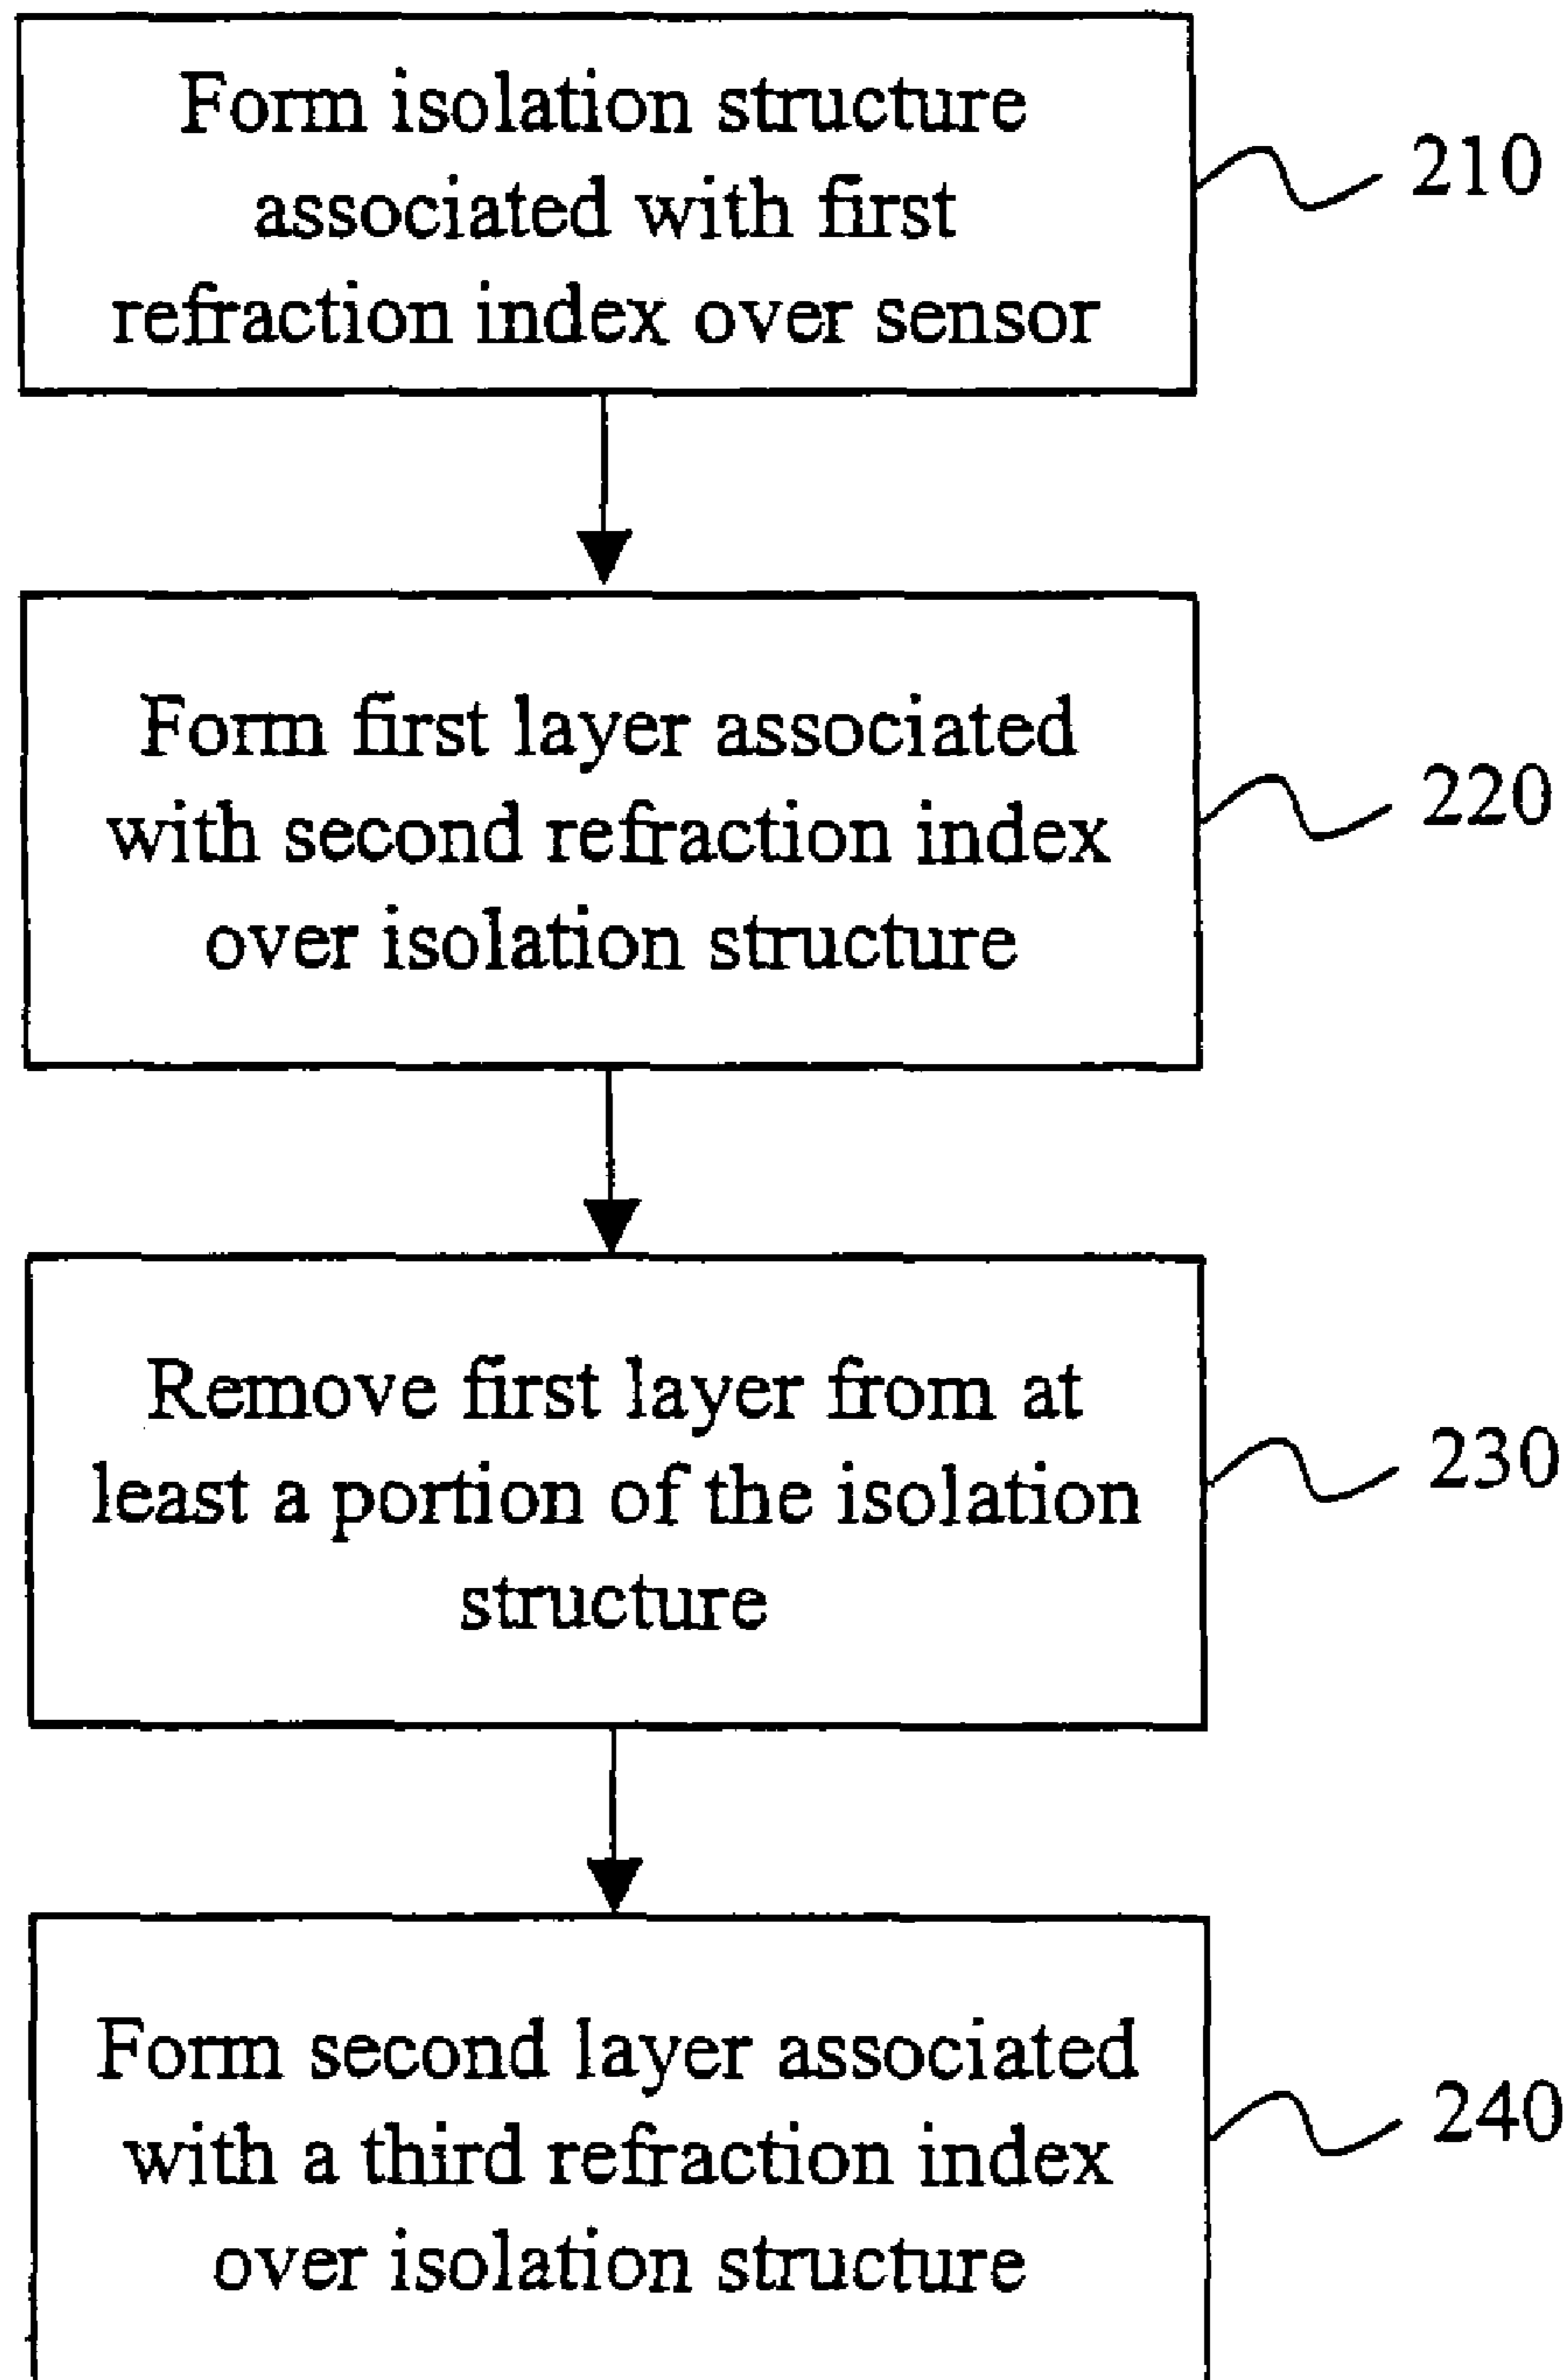 Form isolation structure
associated with first
refraction index over sensor
210
Form first layer associated
with second refraction index
over isolation structure
220
Remove first layer from at
least a portion of the isolation
structure
230
Form second layer associated
with a third refraction index
over isolation structure
240